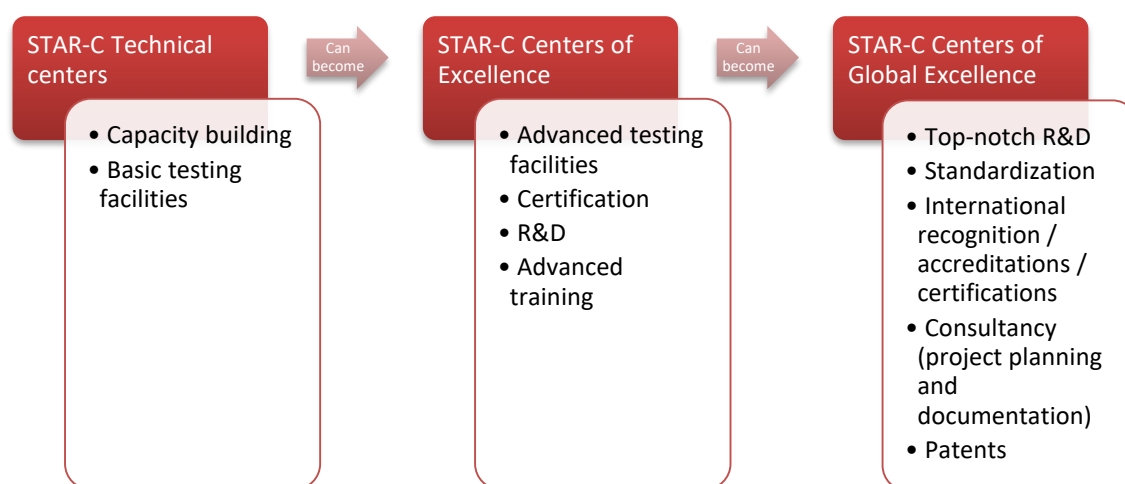 STAR-C Technical
centers
• Capacity building
• Basic testing
facilities
Can
become
STAR-C Centers of
Excellence
• Advanced testing
facilities
• Certification
• R&D
• Advanced
training
Can
become
STAR-C Centers of
Global Excellence
• Top-notch R&D
• Standardization
• International
recognition /
accreditations /
certifications
• Consultancy
(project planning
and
documentation)
• Patents